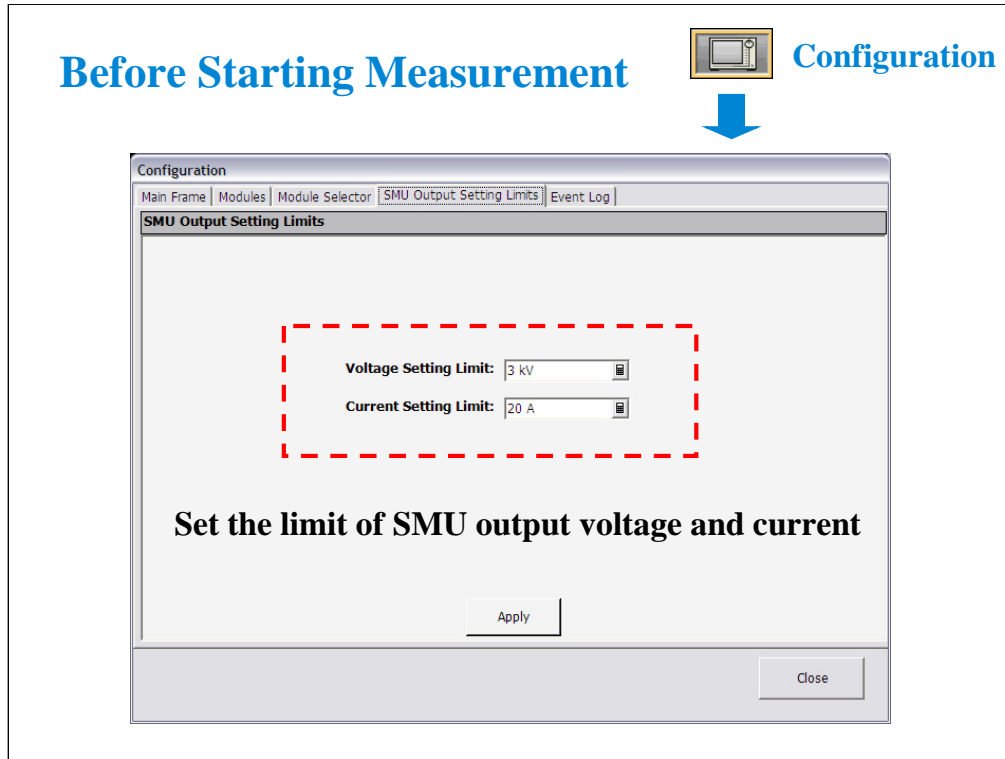 Before Starting Measurement
Configuration
Configuration
Main Frame Modules Module Selector SMU Output Setting Limits Event Log
SMU Output Setting Limits
Voltage Setting Limit: 3 kV
Current Setting Limit: 20 A
Set the limit of SMU output voltage and current
Apply
Close